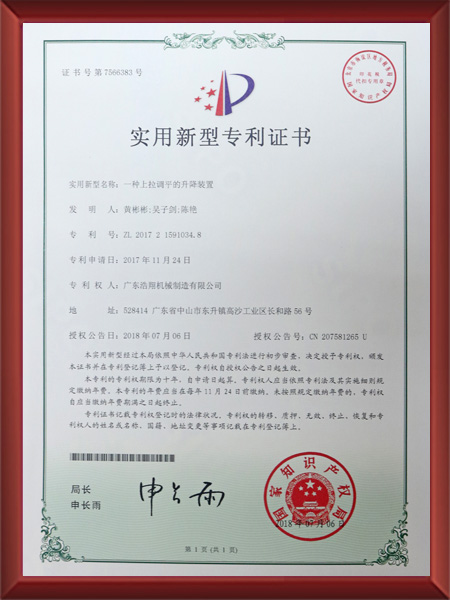 证书号第7566383号
实用新型专利证书
实用新型名称：一种上拉调平的升降装置
发 明 人：黄彬彬;吴子剑;陈艳
专 利 号：ZL 2017 2 1591034.8
专利申请日：2017年11月24日
专 利 权 人：广东浩翔机械制造有限公司
地 址：528414 广东省中山市东升镇高沙工业区长和路56号
授权公告日：2018年07月06日 授权公告号：CN 207581265 U
本实用新型经过本局依照中华人民共和国专利法进行初步审查，决定授予专利权，颁发
本证书并在专利登记簿上予以登记，专利权自授权公告之日起生效。
本专利的专利权期限为十年，自申请日起算。专利权人应当依照专利法及其实施细则规
定缴纳年费。本专利的年费应当在每年11月24日前缴纳。未按照规定缴纳年费的，专利权
自应当缴纳年费期满之日起终止。
专利证书记载专利权登记时的法律状况。专利权的转移、质押、无效、终止、恢复和专
利权人的姓名或名称、国籍、地址变更等事项记载在专利登记簿上。
局长
申长雨
申长雨
国家知识产权局
2018年07月06日
第1页（共1页）